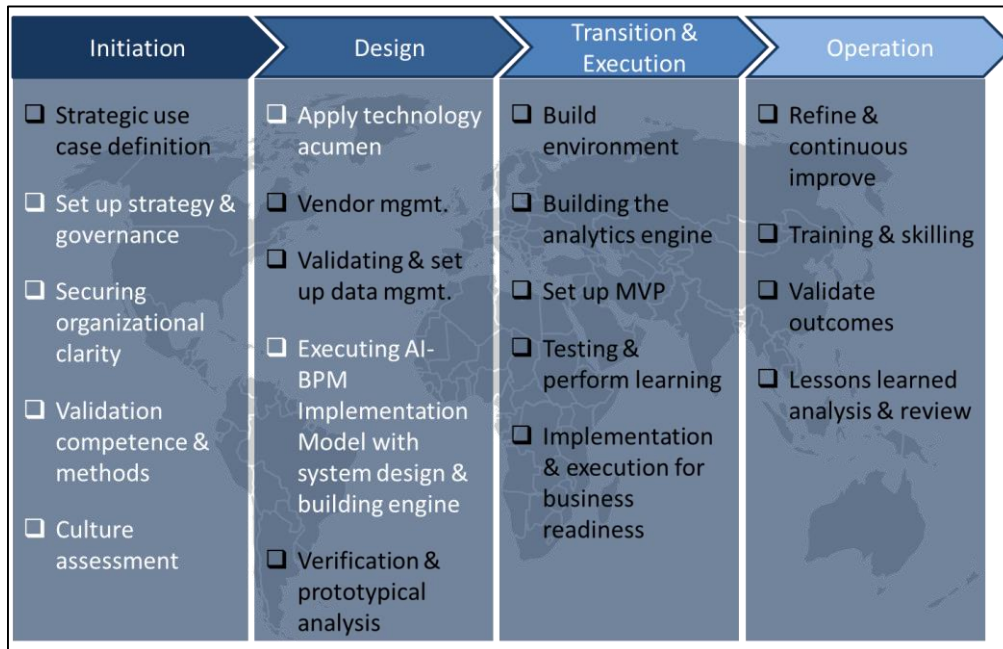 Initiation
Design
Transition &
Execution
Operation
Strategic use
case definition
Set up strategy &
governance
Securing
organizational
clarity
Validation
competence &
methods
Culture
assessment
Apply technology
acumen
Vendor mgmt.
Validating & set
up data mgmt.
Executing AI-
BPM
Implementation
Model with
system design &
building engine
Verification &
prototypical
analysis
Build
environment
Building the
analytics engine
Set up MVP
Testing &
perform learning
Implementation
& execution for
business
readiness
Refine &
continuous
improve
Training & skilling
Validate
outcomes
Lessons learned
analysis & review